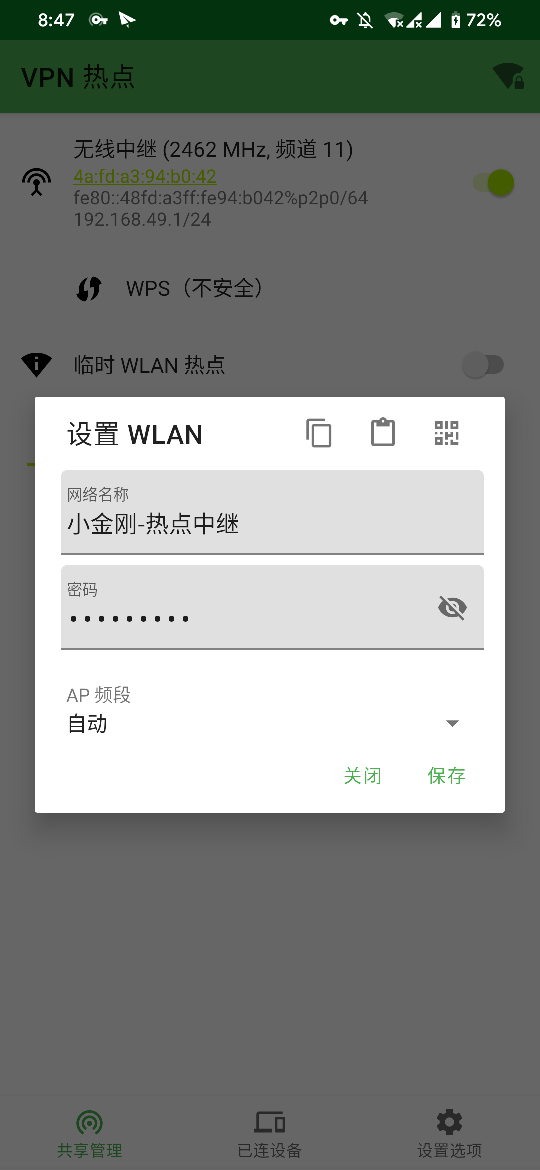 8:47
72%
VPN 热点
无线中继 (2462 MHz, 频道 11)
4a:fd:a3:94:b0:42
fe80::48fd:a3ff:fe94:b042%p2p0/64
192.168.49.1/24
WPS（不安全）
临时 WLAN 热点
设置 WLAN
网络名称
小金刚-热点中继
密码
•••••••••
AP 频段
自动
关闭
保存
共享管理
已连设备
设置选项